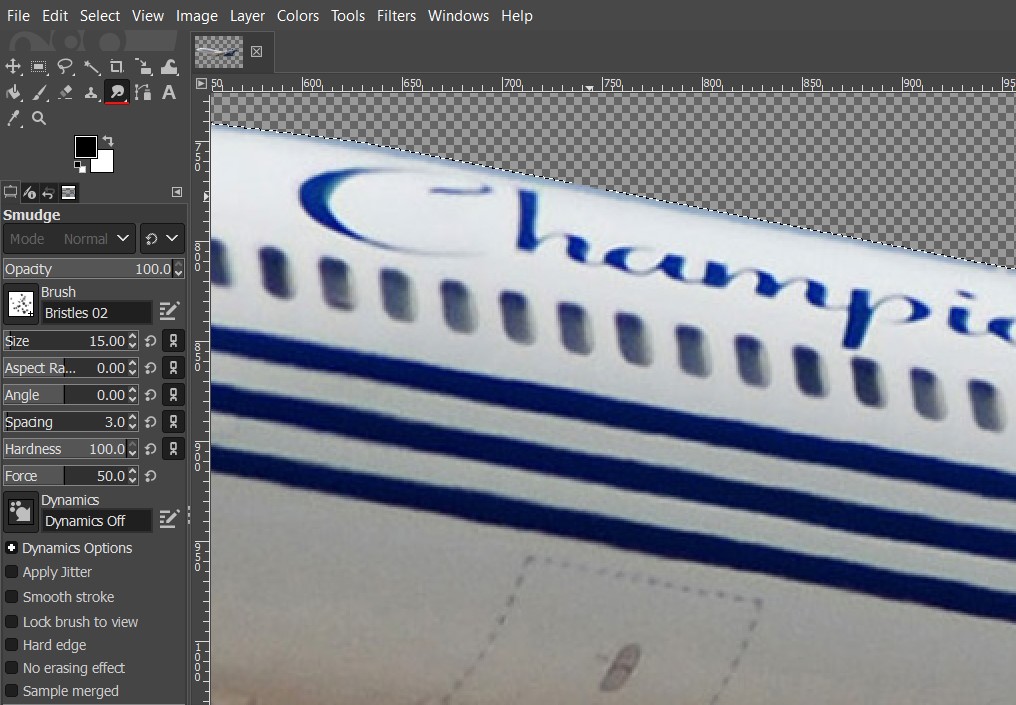 File Edit Select View Image Layer Colors Tools Filters Windows Help
50 600 650 700 750 800 850 900 95
Smudge
Mode Normal
Opacity 100.0
Brush
Bristles 02
Size 15.00
Aspect Ra... 0.00
Angle 0.00
Spacing 3.0
Hardness 100.0
Force 50.0
Dynamics
Dynamics Off
Dynamics Options
Apply Jitter
Smooth stroke
Lock brush to view
Hard edge
No erasing effect
Sample merged
750
800
850
900
950
1000
Champi